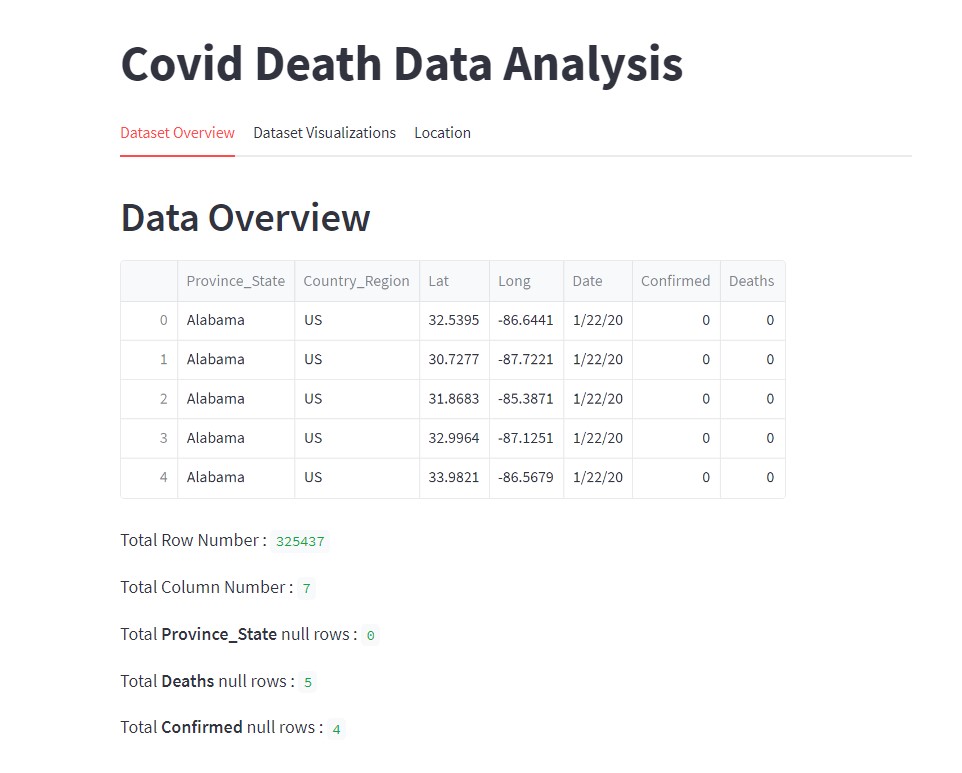 Covid Death Data Analysis
Dataset Overview Dataset Visualizations Location
Data Overview
Province_State Country_Region Lat Long Date Confirmed Deaths
0 Alabama US 32.5395 -86.6441 1/22/20 0 0
1 Alabama US 30.7277 -87.7221 1/22/20 0 0
2 Alabama US 31.8683 -85.3871 1/22/20 0 0
3 Alabama US 32.9964 -87.1251 1/22/20 0 0
4 Alabama US 33.9821 -86.5679 1/22/20 0 0
Total Row Number : 325437
Total Column Number : 7
Total Province_State null rows : 0
Total Deaths null rows : 5
Total Confirmed null rows : 4